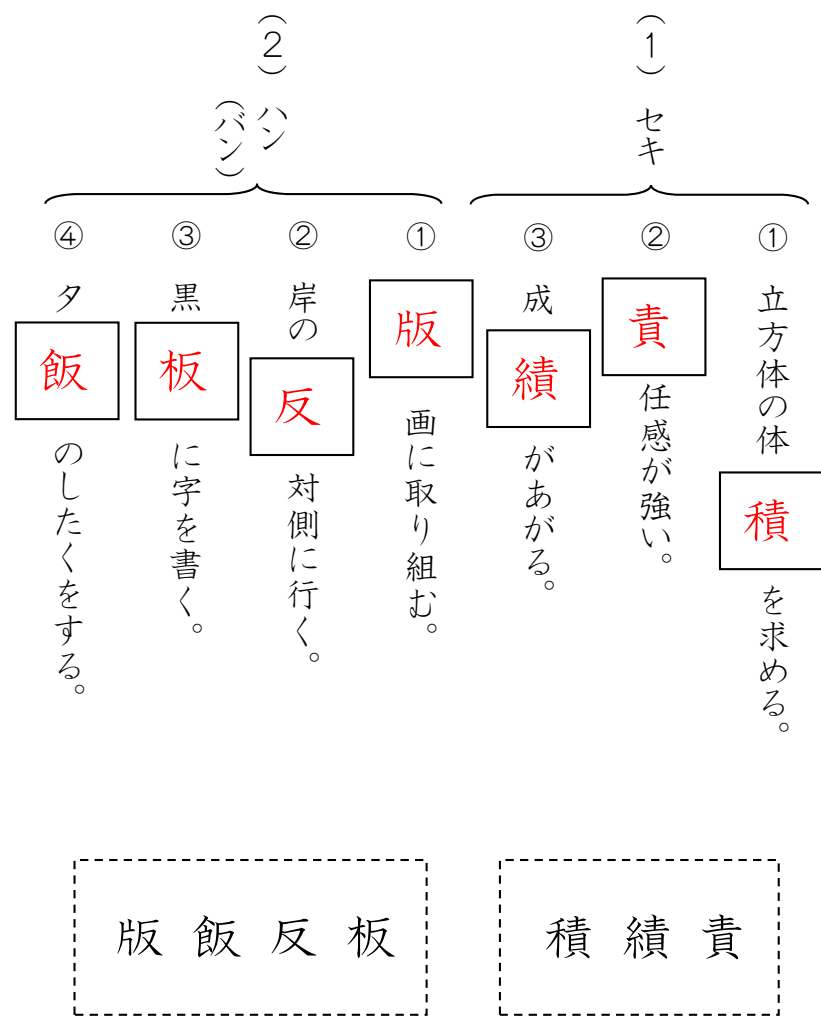 （１） セキ
① 立方体の体積を求める。
② 責任感が強い。
③ 成績があがる。
（２） ハン
（バン）
① 版画に取り組む。
② 岸の反対側に行く。
③ 黒板に字を書く。
④ 夕飯のしたくをする。
積 績 責
版 飯 反 板